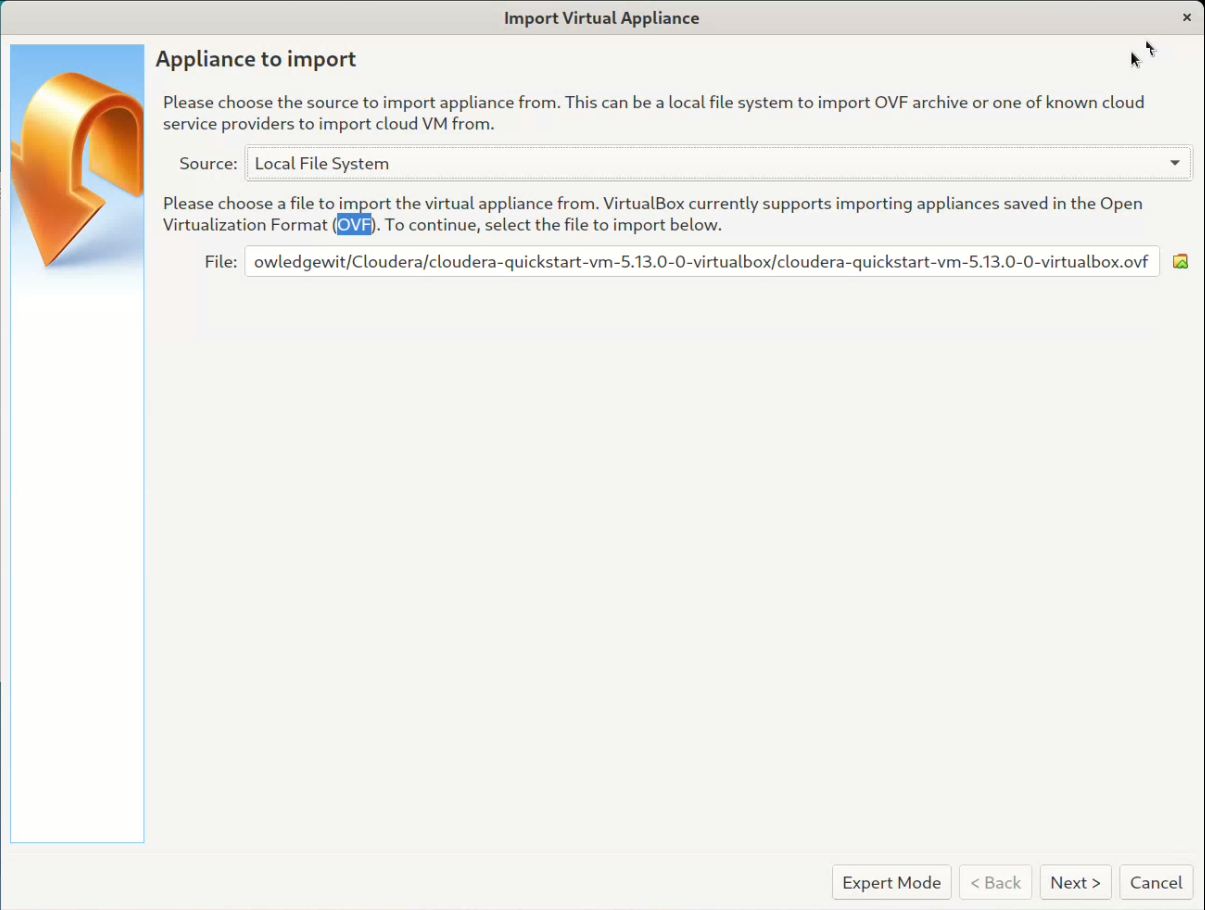 Import Virtual Appliance
×
Appliance to import
Please choose the source to import appliance from. This can be a local file system to import OVF archive or one of known cloud
service providers to import cloud VM from.
Source: Local File System
Please choose a file to import the virtual appliance from. VirtualBox currently supports importing appliances saved in the Open
Virtualization Format (OVF). To continue, select the file to import below.
File: owledgewit/Cloudera/cloudera-quickstart-vm-5.13.0-0-virtualbox/cloudera-quickstart-vm-5.13.0-0-virtualbox.ovf
Expert Mode < Back Next > Cancel